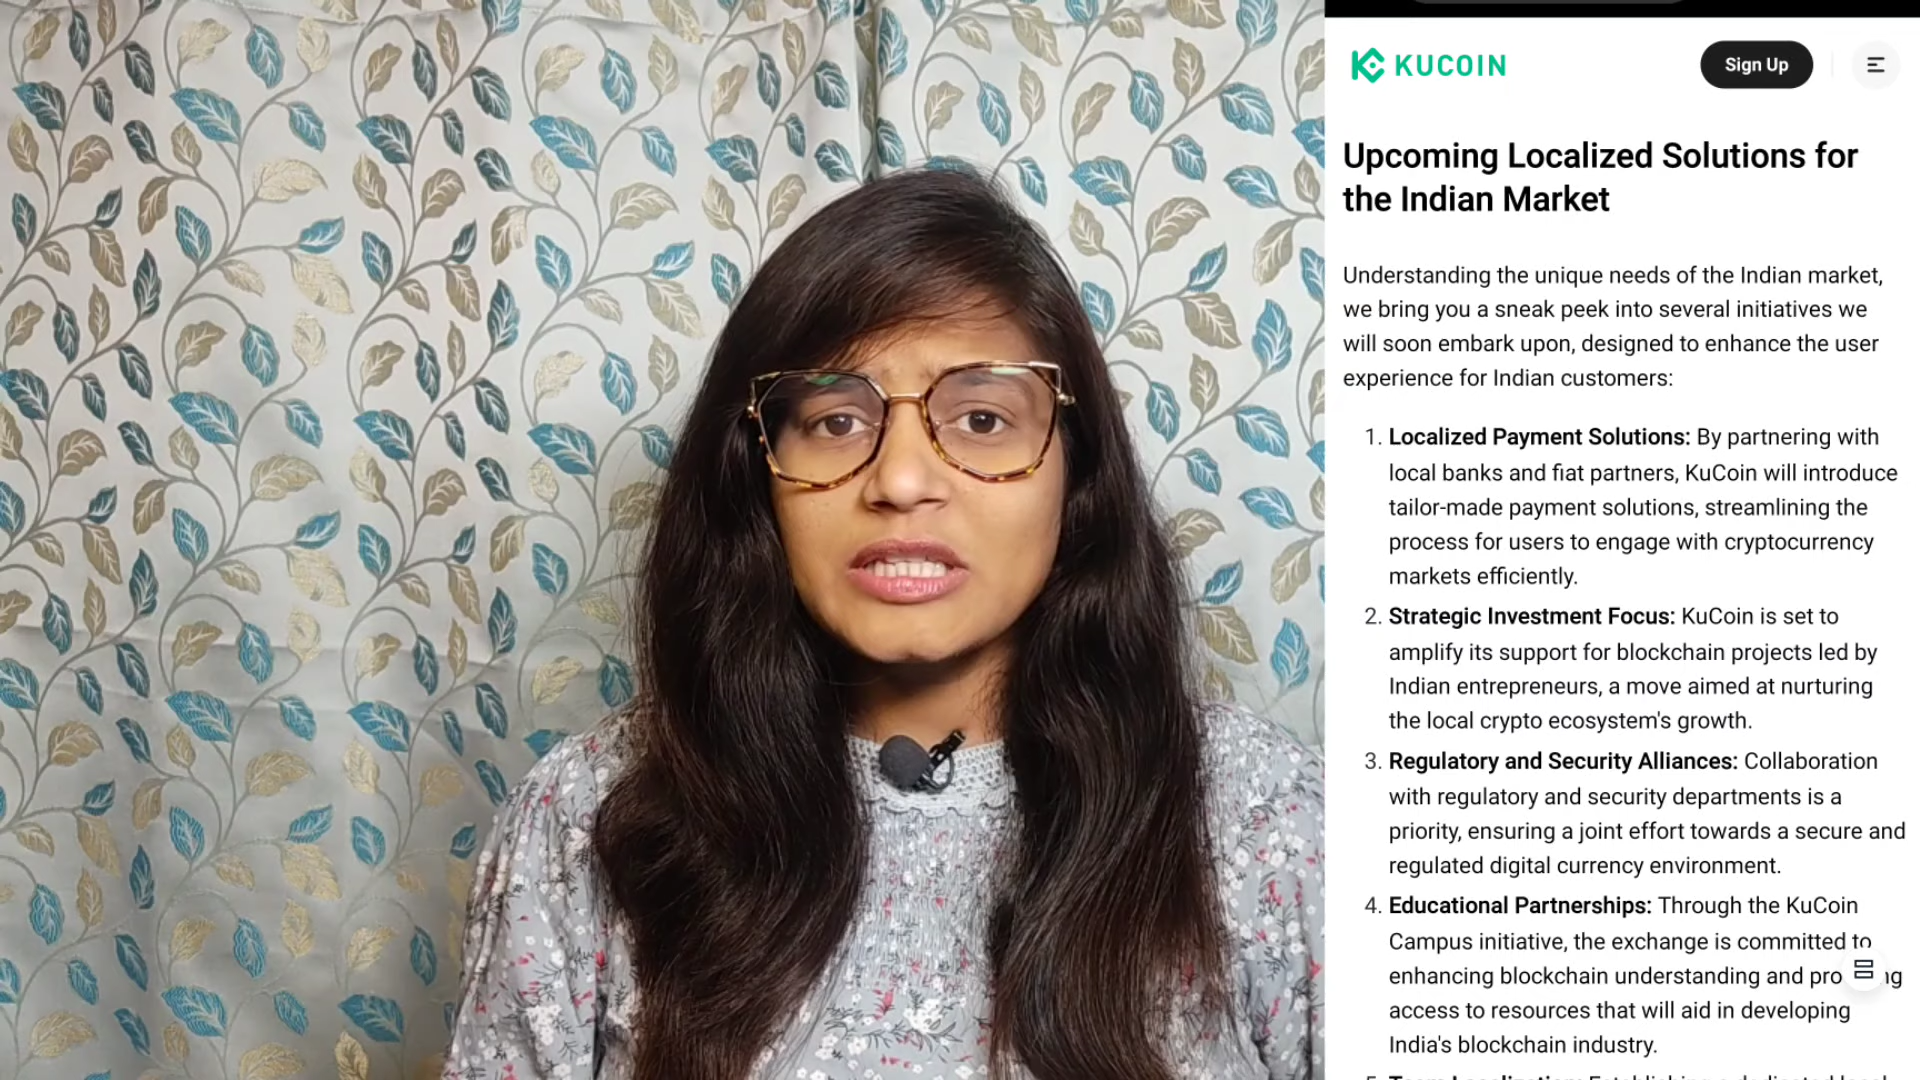 KUCOIN
Sign Up
Upcoming Localized Solutions for
the Indian Market
Understanding the unique needs of the Indian market,
we bring you a sneak peek into several initiatives we
will soon embark upon, designed to enhance the user
experience for Indian customers:
1. Localized Payment Solutions: By partnering with
local banks and fiat partners, KuCoin will introduce
tailor-made payment solutions, streamlining the
process for users to engage with cryptocurrency
markets efficiently.
2. Strategic Investment Focus: KuCoin is set to
amplify its support for blockchain projects led by
Indian entrepreneurs, a move aimed at nurturing
the local crypto ecosystem's growth.
3. Regulatory and Security Alliances: Collaboration
with regulatory and security departments is a
priority, ensuring a joint effort towards a secure and
regulated digital currency environment.
4. Educational Partnerships: Through the KuCoin
Campus initiative, the exchange is committed to
enhancing blockchain understanding and
access to resources that will aid in developing
India's blockchain industry.